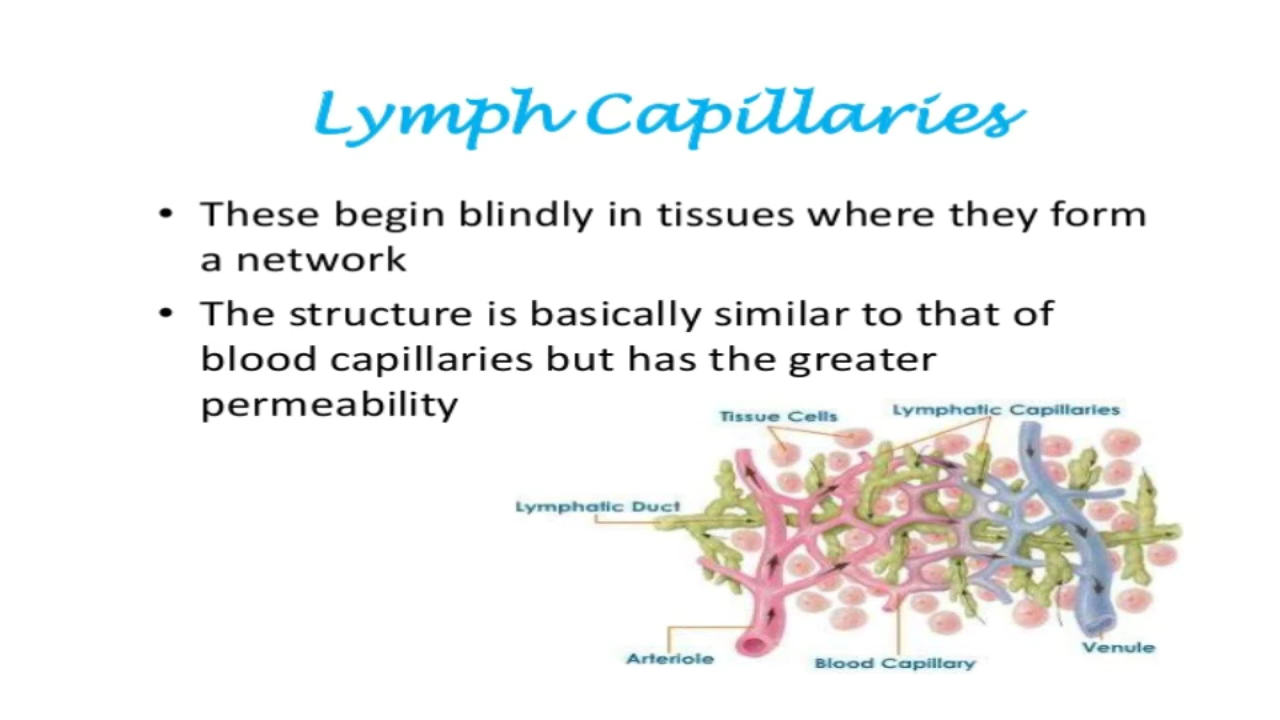 Lymph Capillaries
• These begin blindly in tissues where they form
a network
• The structure is basically similar to that of
blood capillaries but has the greater
permeability
Tissue Cells
Lymphatic Capillaries
Lymphatic Duct
Arteriole
Blood Capillary
Venule